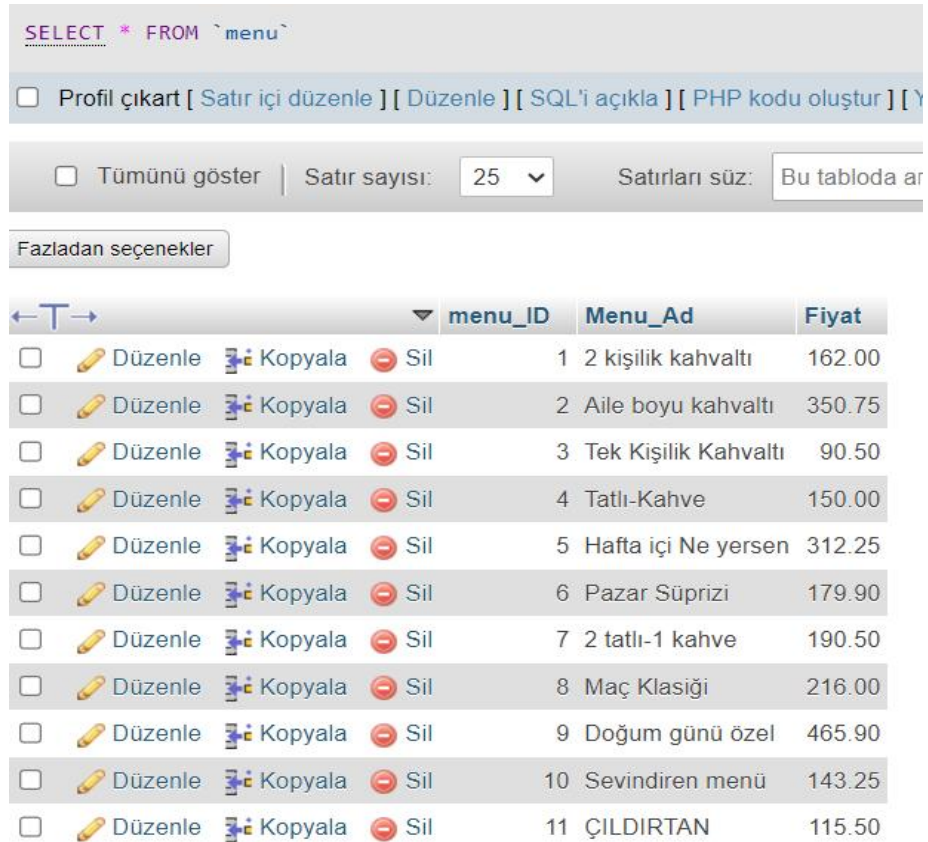 SELECT * FROM `menu`
Profil çıkart [ Satır içi düzenle ] [ Düzenle ] [ SQL'i açıkla ] [ PHP kodu oluştur ] [
Tümünü göster | Satır sayısı: 25 Satırları süz: Bu tabloda ar
Fazladan seçenekler
←T→ menu_ID Menu_Ad Fiyat
Düzenle Kopyala Sil 1 2 kişilik kahvaltı 162.00
Düzenle Kopyala Sil 2 Aile boyu kahvaltı 350.75
Düzenle Kopyala Sil 3 Tek Kişilik Kahvaltı 90.50
Düzenle Kopyala Sil 4 Tatlı-Kahve 150.00
Düzenle Kopyala Sil 5 Hafta içi Ne yersen 312.25
Düzenle Kopyala Sil 6 Pazar Süprizi 179.90
Düzenle Kopyala Sil 7 2 tatlı-1 kahve 190.50
Düzenle Kopyala Sil 8 Maç Klasiği 216.00
Düzenle Kopyala Sil 9 Doğum günü özel 465.90
Düzenle Kopyala Sil 10 Sevindiren menü 143.25
Düzenle Kopyala Sil 11 ÇILDIRTAN 115.50